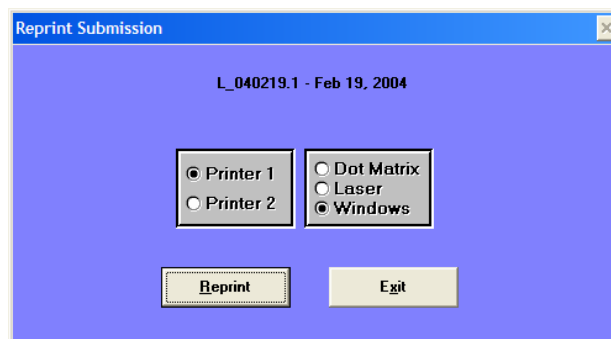 Reprint Submission
L_040219.1 - Feb 19, 2004
Printer 1
Printer 2
Dot Matrix
Laser
Windows
Reprint
Exit